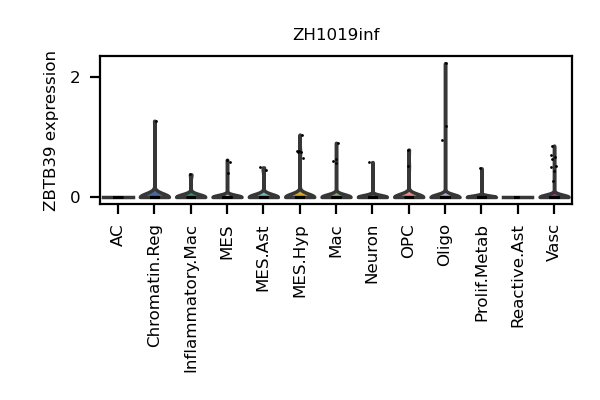 ZH1019inf
ZBTB39 expression
2
0
AC
Chromatin.Reg
Inflammatory.Mac
MES
MES.Ast
MES.Hyp
Mac
Neuron
OPC
Oligo
Prolif.Metab
Reactive.Ast
Vasc